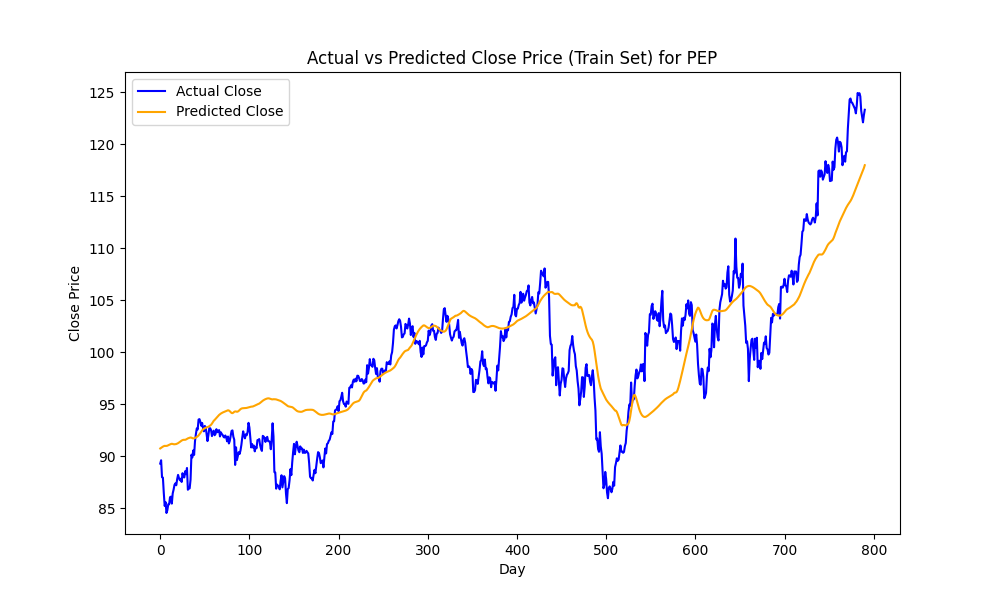 Actual vs Predicted Close Price (Train Set) for PEP
Actual Close
Predicted Close
125
120
115
110
105
100
95
90
85
Close Price
0 100 200 300 400 500 600 700 800
Day